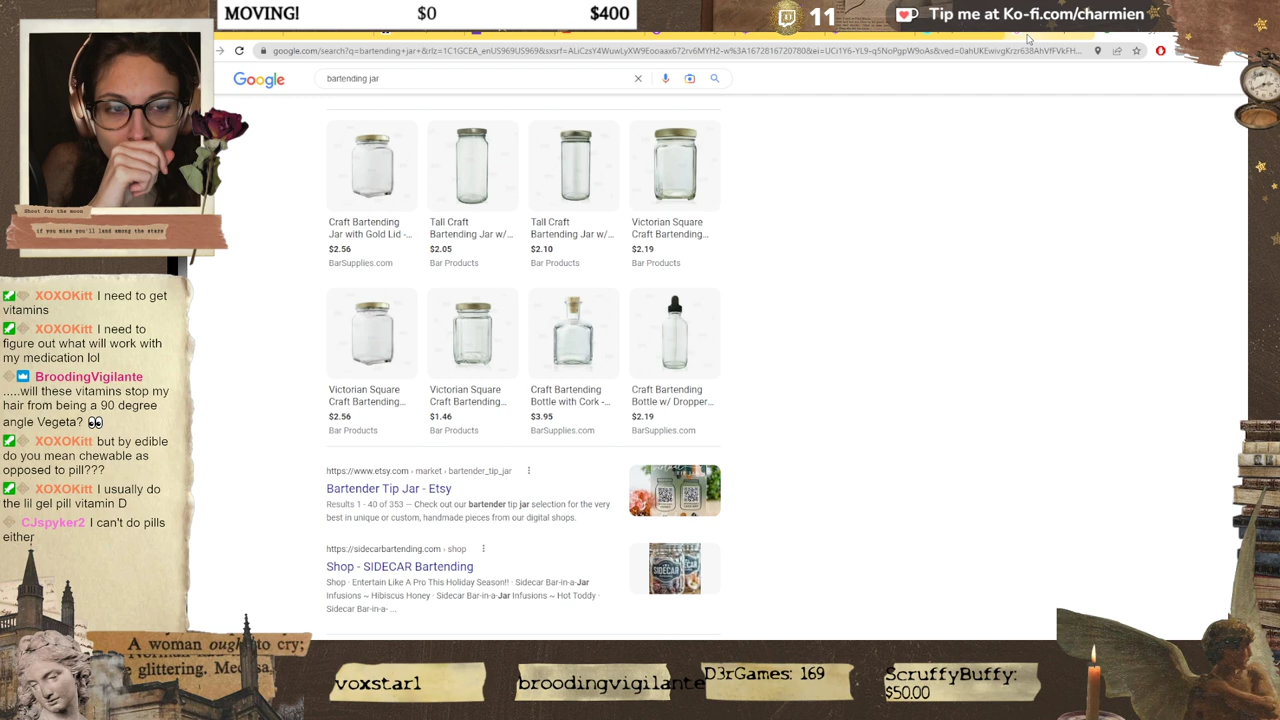 MOVING!
$0
$400
11
Tip me at Ko-fi.com/charmien
Google
bartending jar
Craft Bartending
Jar with Gold Lid -...
$2.56
BarSupplies.com
Tall Craft
Bartending Jar w/...
$2.05
Bar Products
Tall Craft
Bartending Jar w/...
$2.10
Bar Products
Victorian Square
Craft Bartending...
$2.19
Bar Products
Victorian Square
Craft Bartending...
$2.56
Bar Products
Victorian Square
Craft Bartending...
$1.46
Bar Products
Craft Bartending
Bottle with Cork -...
$3.95
BarSupplies.com
Craft Bartending
Bottle w/ Dropper...
$2.19
BarSupplies.com
https://www.etsy.com › market › bartender_tip_jar
Bartender Tip Jar - Etsy
Results 1 - 40 of 353 — Check out our bartender tip jar selection for the very
best in unique or custom, handmade pieces from our digital shops.
https://sidecarbartending.com › shop
Shop - SIDECAR Bartending
Shop · Entertain Like A Pro This Holiday Season!! · Sidecar Bar-in-a-Jar
Infusions ~ Hibiscus Honey · Sidecar Bar-in-a-Jar Infusions ~ Hot Toddy ·
Sidecar Bar-in-a- ...
SIDECAR
Shoot for the moon
if you miss you'll land among the stars
XOXOKitt I need to get
vitamins
XOXOKitt I need to
figure out what will work with
my medication lol
BroodingVigilante
.....will these vitamins stop my
hair from being a 90 degree
angle Vegeta? 👀
XOXOKitt but by edible
do you mean chewable as
opposed to pill???
XOXOKitt I usually do
the lil gel pill vitamin D
CJspyker2 I can't do pills
either
A woman ought to cry;
glittering.
voxstar1
broodingvigilante
D3rGames: 169
ScruffyBuffy:
$50.00